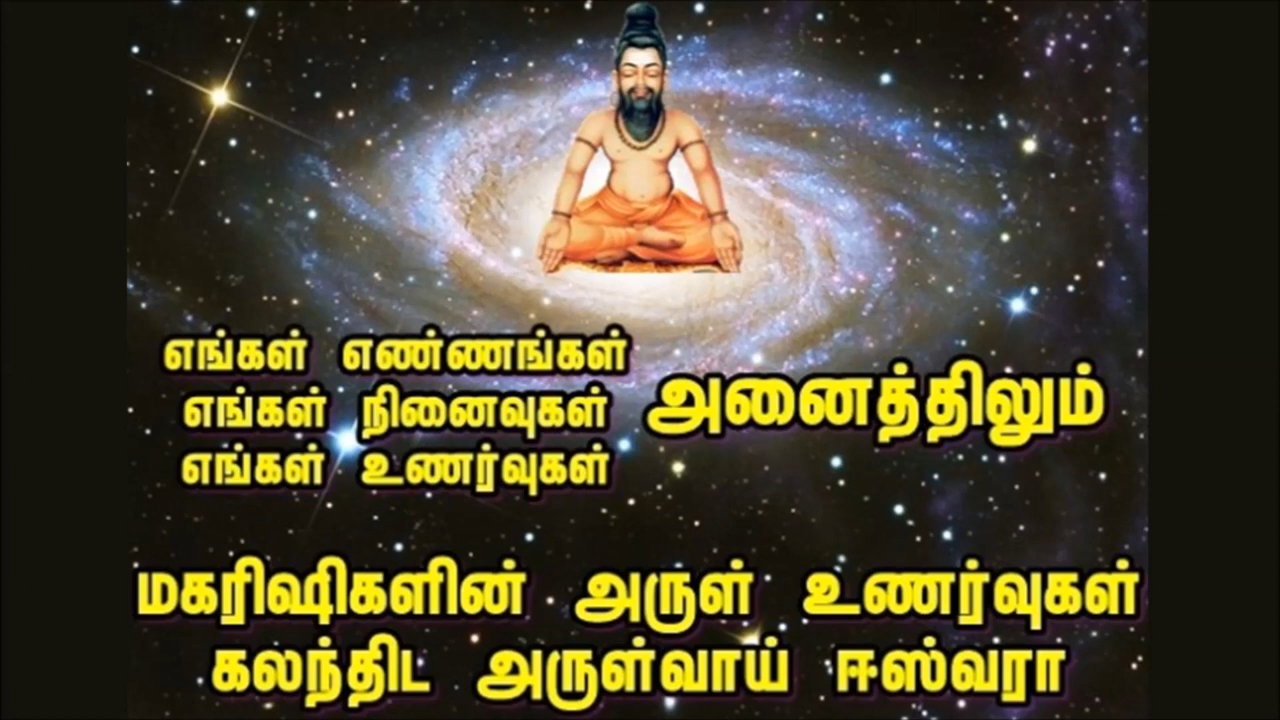 எங்கள் எண்ணங்கள்
எங்கள் நினைவுகள்
எங்கள் உணர்வுகள்
அனைத்திலும்
மகரிஷிகளின் அருள் உணர்வுகள்
கலந்திட அருள்வாய் ஈஸ்வரா